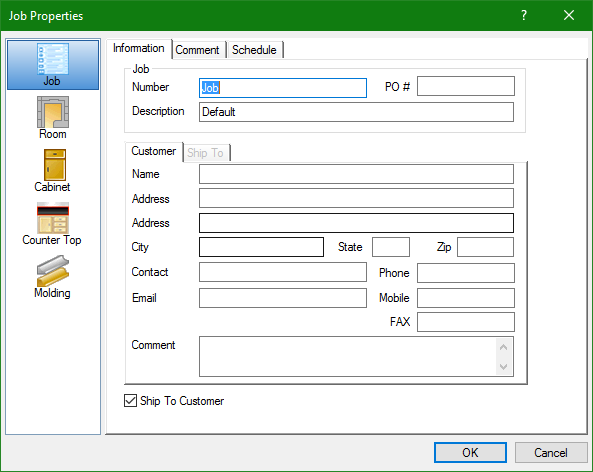 Job Properties
?
Job
Room
Cabinet
Counter Top
Molding
Information Comment Schedule
Job
Number Job PO #
Description Default
Customer Ship To
Name
Address
Address
City State Zip
Contact Phone
Email Mobile
FAX
Comment
Ship To Customer
OK Cancel